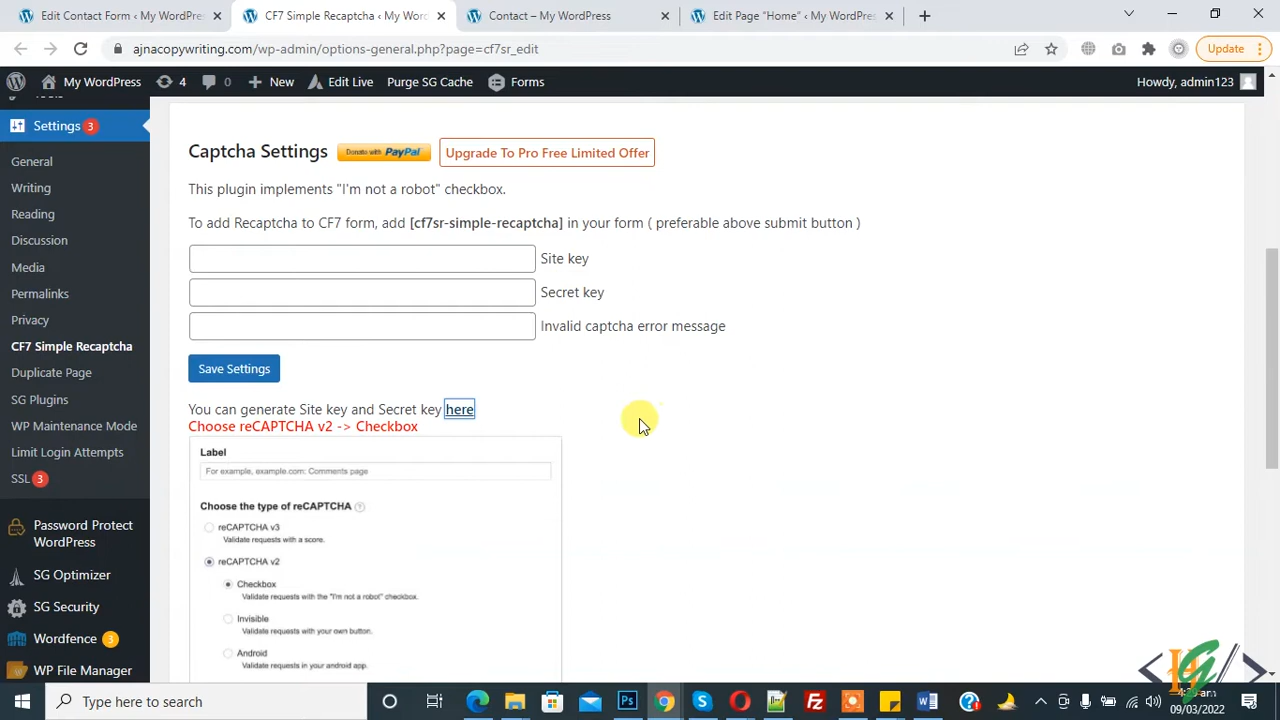 Edit Contact Form ‹ My WordPress
CF7 Simple Recaptcha ‹ My Word
Contact – My WordPress
Edit Page “Home” ‹ My WordPress
ajnacopywriting.com/wp-admin/options-general.php?page=cf7sr_edit
Update
My WordPress
4
0
New
Edit Live
Purge SG Cache
Forms
Howdy, admin123
Settings 3
General
Writing
Reading
Discussion
Media
Permalinks
Privacy
CF7 Simple Recaptcha
Duplicate Page
SG Plugins
WP Maintenance Mode
Limit Login Attempts
SSL 3
Password Protect
WordPress
SG Optimizer
SG Security
Wordfence 3
WP File Manager
Captcha Settings
Donate with PayPal
Upgrade To Pro Free Limited Offer
This plugin implements "I'm not a robot" checkbox.
To add Recaptcha to CF7 form, add [cf7sr-simple-recaptcha] in your form ( preferable above submit button )
Site key
Secret key
Invalid captcha error message
Save Settings
You can generate Site key and Secret key here
Choose reCAPTCHA v2 -> Checkbox
Label
For example, example.com: Comments page
Choose the type of reCAPTCHA ?
reCAPTCHA v3
Validate requests with a score.
reCAPTCHA v2
Checkbox
Validate requests with the "I'm not a robot" checkbox.
Invisible
Validate requests with your own button.
Android
Validate requests in your android app.
Type here to search
09/03/2022